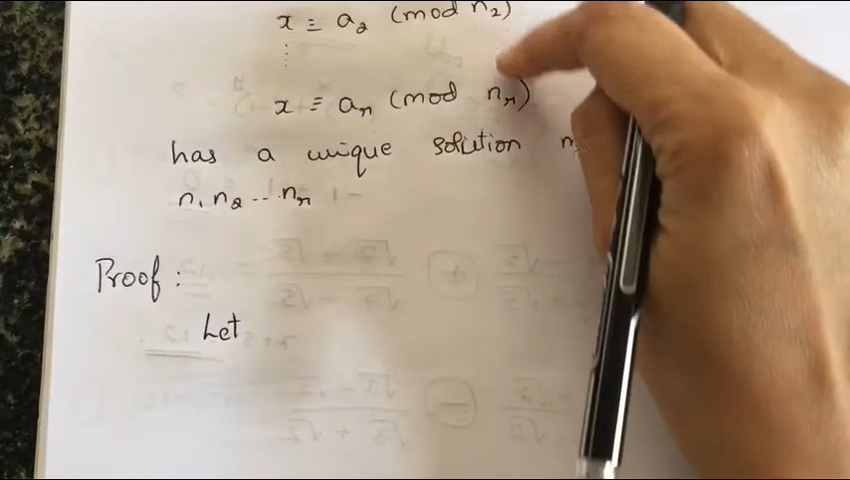 x ≡ a₂ (mod n₂)
⋮
x ≡ aₙ (mod nₙ)
has a unique solution
n₁ n₂ ... nₙ
Proof :
Let